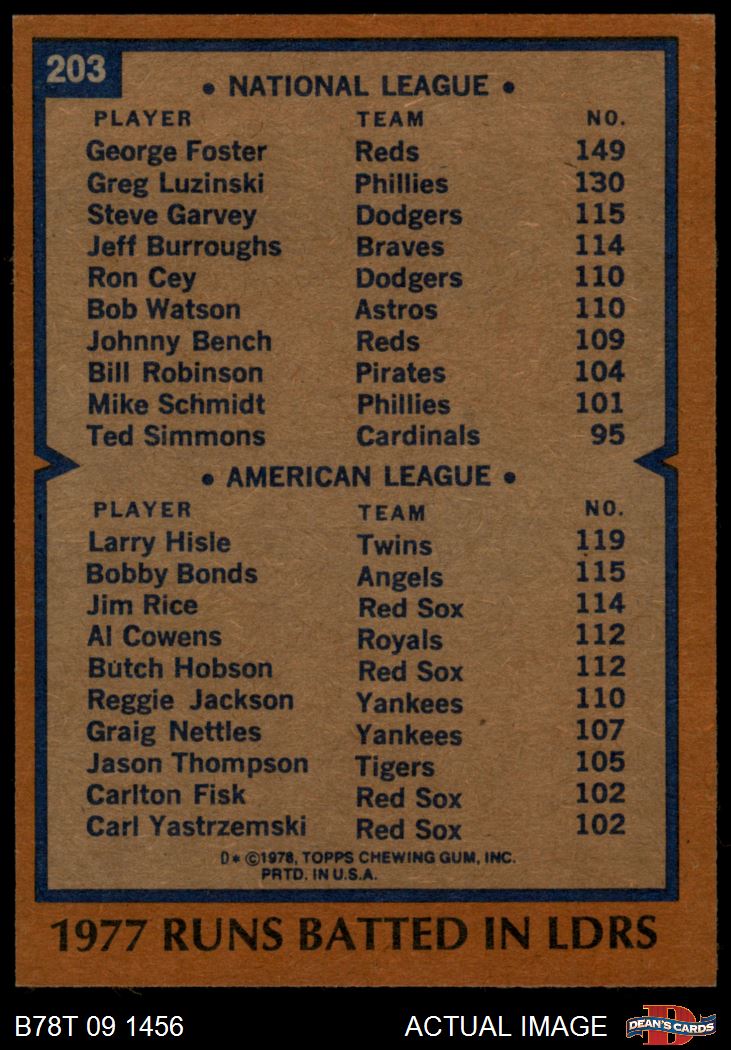 203
• NATIONAL LEAGUE •
PLAYER TEAM NO.
George Foster Reds 149
Greg Luzinski Phillies 130
Steve Garvey Dodgers 115
Jeff Burroughs Braves 114
Ron Cey Dodgers 110
Bob Watson Astros 110
Johnny Bench Reds 109
Bill Robinson Pirates 104
Mike Schmidt Phillies 101
Ted Simmons Cardinals 95
• AMERICAN LEAGUE •
PLAYER TEAM NO.
Larry Hisle Twins 119
Bobby Bonds Angels 115
Jim Rice Red Sox 114
Al Cowens Royals 112
Butch Hobson Red Sox 112
Reggie Jackson Yankees 110
Graig Nettles Yankees 107
Jason Thompson Tigers 105
Carlton Fisk Red Sox 102
Carl Yastrzemski Red Sox 102
D* ©1978, TOPPS CHEWING GUM, INC.
PRTD. IN U.S.A.
1977 RUNS BATTED IN LDRS
B78T 09 1456 ACTUAL IMAGE
D
DEAN'S CARDS